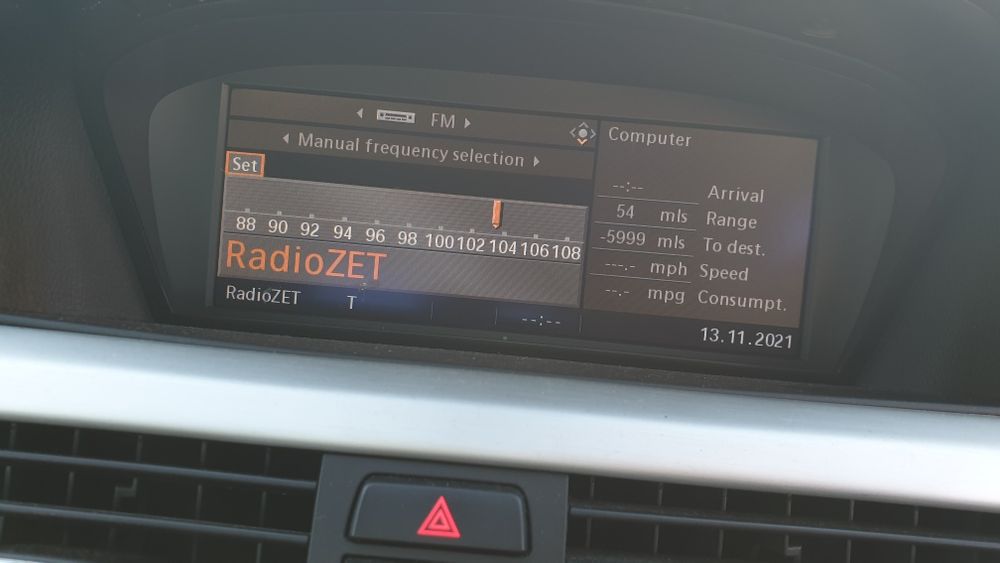 FM
Manual frequency selection
Set
88 90 92 94 96 98 100 102 104 106 108
RadioZET
RadioZET T --:--
Computer
--:-- Arrival
54 mls Range
-5999 mls To dest.
---.- mph Speed
--.- mpg Consumpt.
13.11.2021